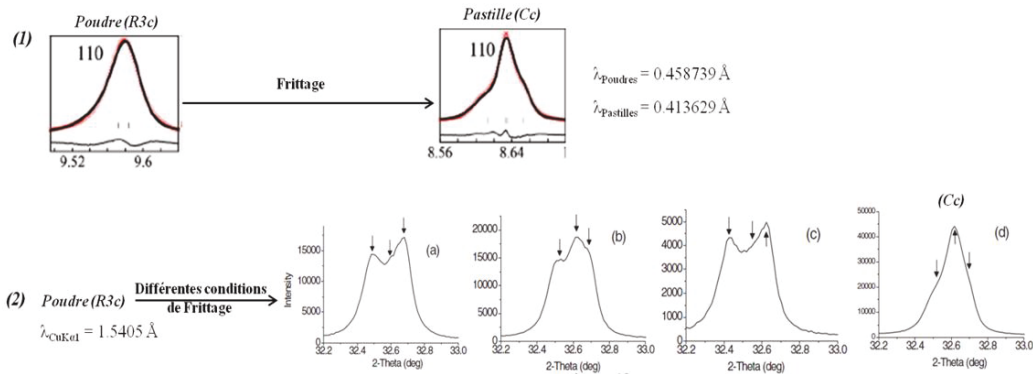 Poudre (R3c)
Pastille (Cc)
(1)
110
110
Frittage
λPoudres = 0.458739 Å
λPastilles = 0.413629 Å
9.52 9.6
8.56 8.64
(Cc)
(a)
(b)
(c)
(d)
15000
10000
5000
0
Intensity
20000
15000
10000
5000
0
5000
4000
3000
2000
1000
0
50000
40000
30000
20000
10000
0
(2) Poudre (R3c)
Différentes conditions
de Frittage
λCuKα1 = 1.5405 Å
32.2 32.4 32.6 32.8 33.0
2-Theta (deg)
32.2 32.4 32.6 32.8 33.0
2-Theta (deg)
32.2 32.4 32.6 32.8 33.0
2-Theta (deg)
32.2 32.4 32.6 32.8 33.0
2-Theta (deg)